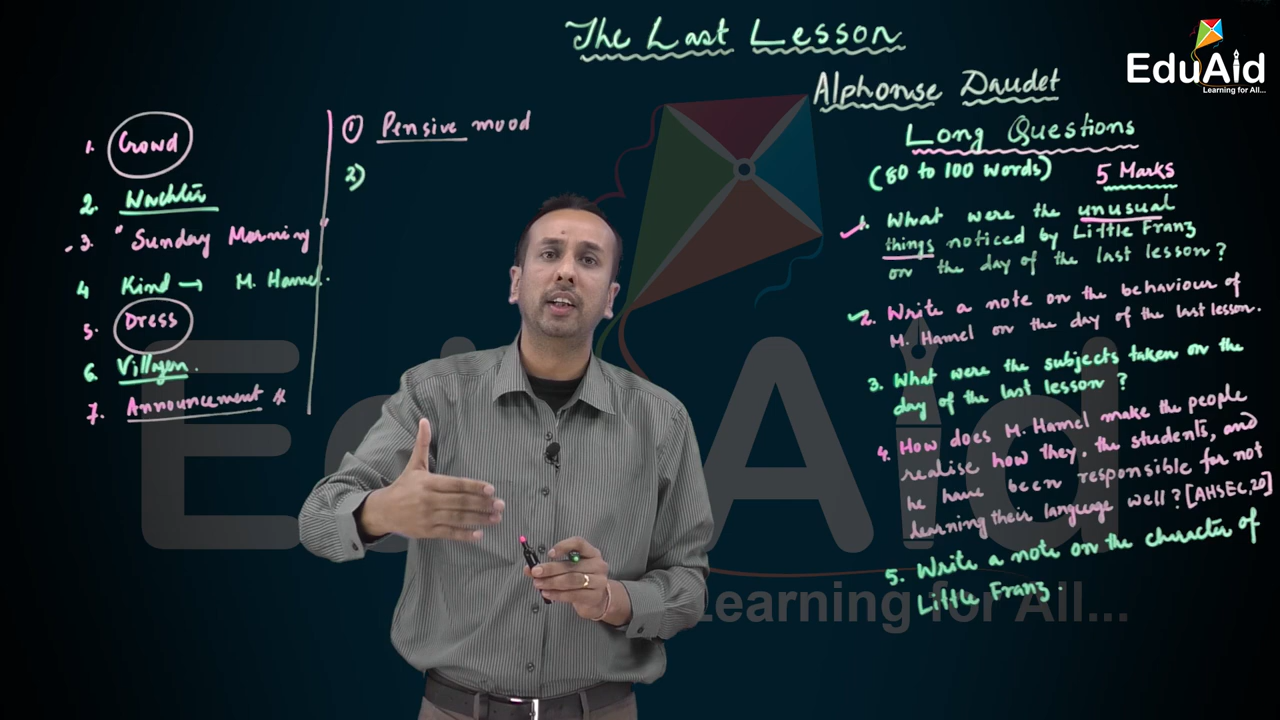 The Last Lesson
Alphonse Daudet
EduAid
Learning for All...
1. Crowd
2. Wachter
3. "Sunday Morning"
4 Kind → M. Hamel.
5. Dress
6. Villagers.
7. Announcement
① Pensive mood
2)
Long Questions
(80 to 100 words) 5 Marks
1. What were the unusual
things noticed by Little Franz
on the day of the last lesson?
2. Write a note on the behaviour of
M. Hamel on the day of the last lesson.
3. What were the subjects taken on the
day of the last lesson?
4. How does M. Hamel make the people
realise how they, the students, and
he have been responsible for not
learning their language well? [AHSEC, 20]
5. Write a note on the character of
Little Franz.
Learning for All...